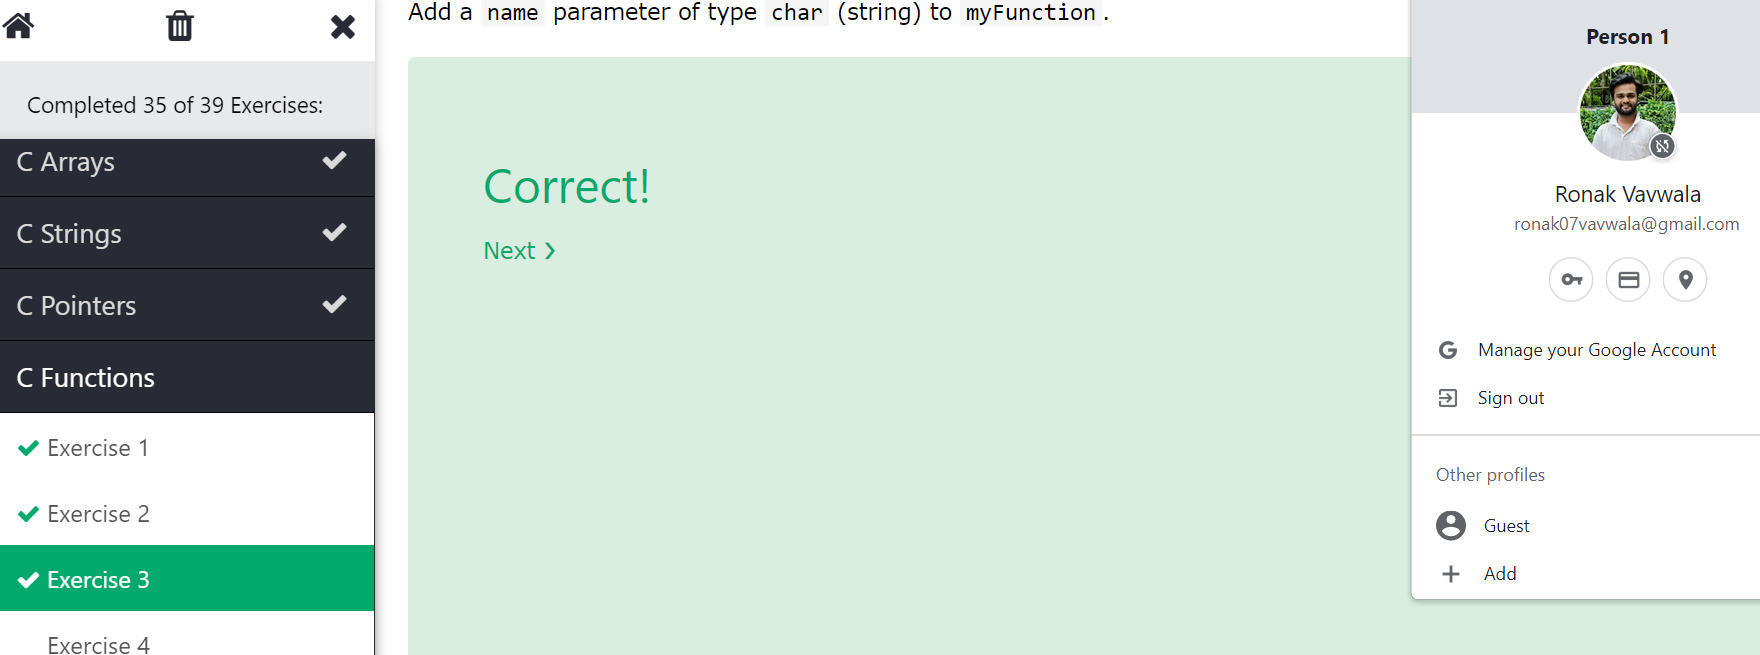 Add a name parameter of type char (string) to myFunction.
Completed 35 of 39 Exercises:
C Arrays
C Strings
C Pointers
C Functions
Exercise 1
Exercise 2
Exercise 3
Exercise 4
Correct!
Next ❯
Person 1
Ronak Vavwala
ronak07vavwala@gmail.com
Manage your Google Account
Sign out
Other profiles
Guest
Add